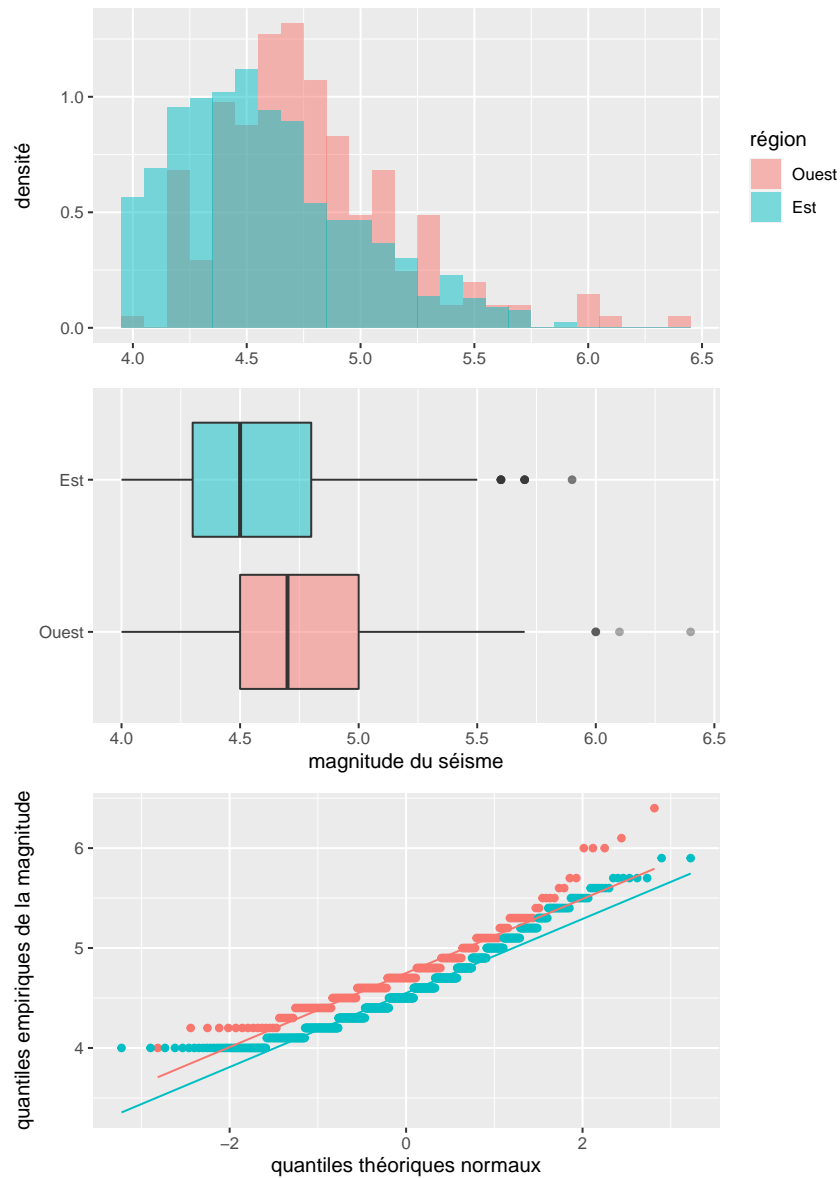 densité
1.0
0.5
0.0
4.0 4.5 5.0 5.5 6.0 6.5
région
Ouest
Est
Est
Ouest
4.0 4.5 5.0 5.5 6.0 6.5
magnitude du séisme
quantiles empiriques de la magnitude
6
5
4
−2 0 2
quantiles théoriques normaux